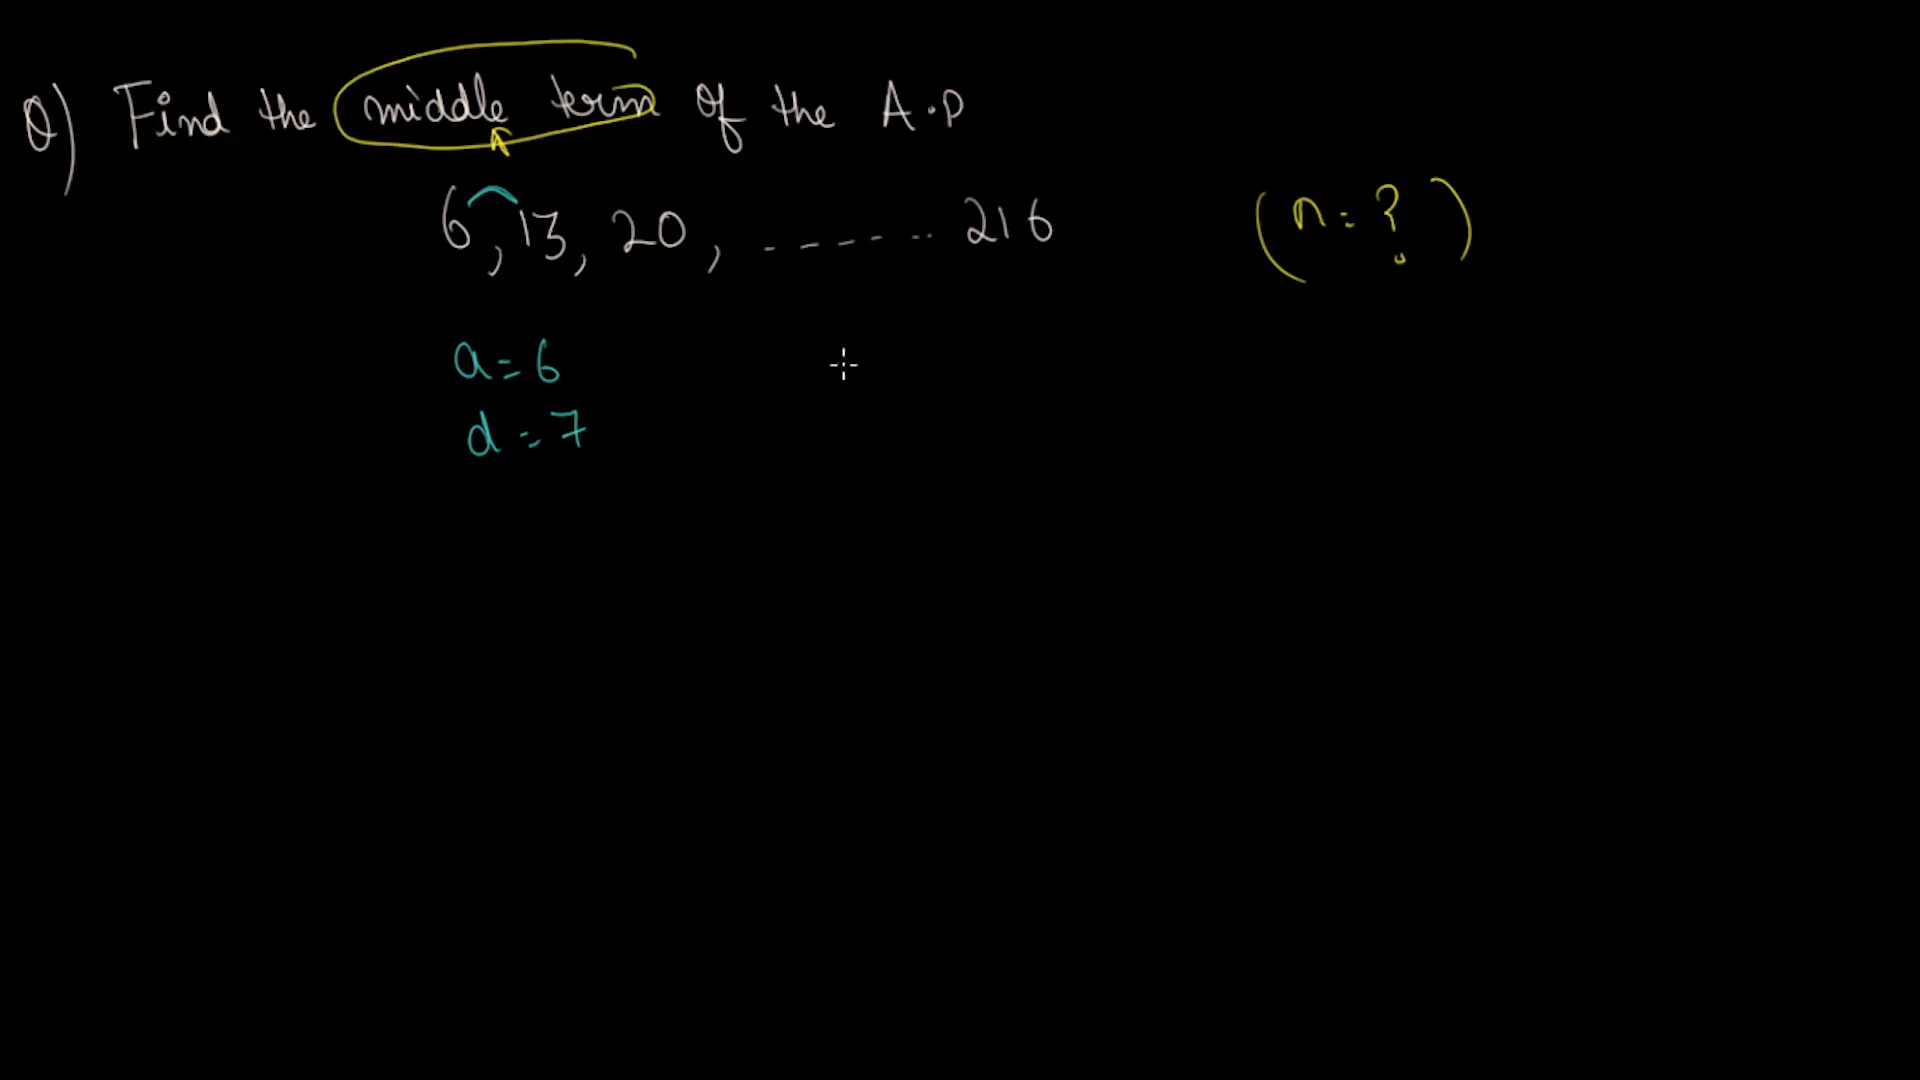 Q) Find the middle term of the A.P
6, 13, 20, ------.. 216 (n = ?)
a = 6
d = 7